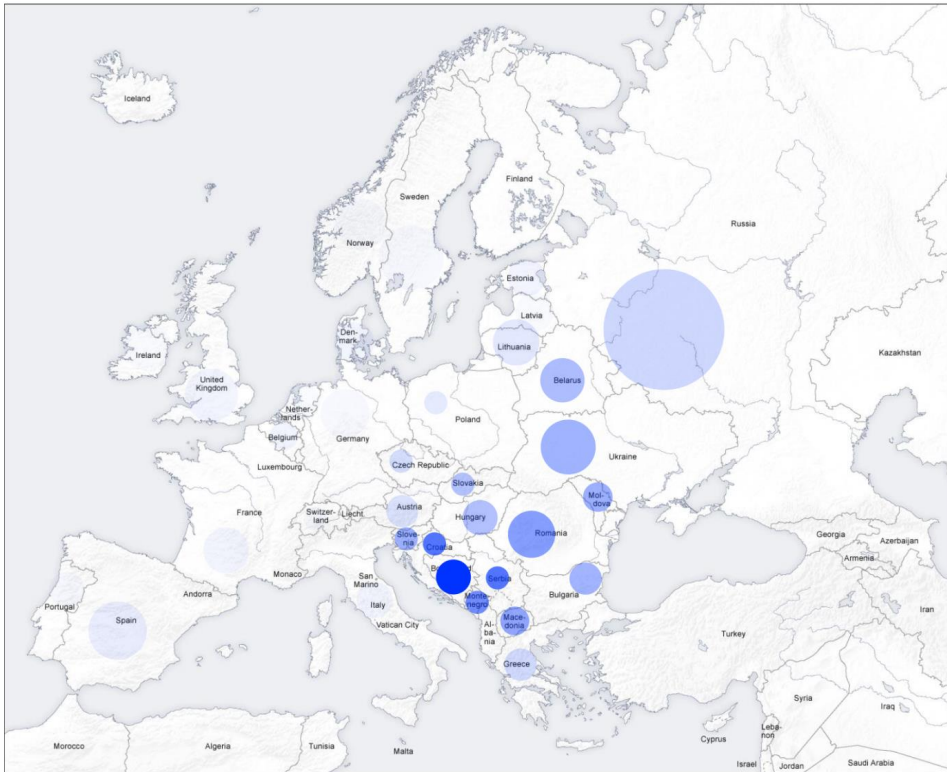 Iceland
Finland
Sweden
Norway
Russia
Estonia
Latvia
Den-
mark
Lithuania
Ireland
United
Kingdom
Kazakhstan
Belarus
Nether-
lands
Poland
Belgium
Germany
Ukraine
Czech Republic
Luxembourg
Slovakia
Mol-
dova
Austria
France
Switzer-
land
Liecht.
Hungary
Romania
Slove-
nia
Croatia
Georgia
Azerbaijan
Armenia
Monaco
San
Marino
Serbia
Andorra
Bulgaria
Monte-
negro
Italy
Portugal
Iran
Spain
Vatican City
Al-
ba-
nia
Mace-
donia
Turkey
Greece
Syria
Iraq
Cyprus
Leba-
non
Morocco
Algeria
Tunisia
Malta
Israel
Jordan
Saudi Arabia